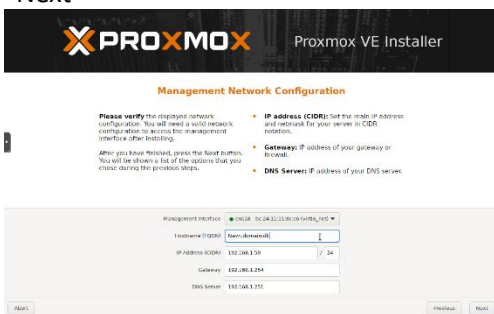 Next
PROXMOX
Proxmox VE Installer
Management Network Configuration
Please verify the displayed network
configuration. You will need a valid network
configuration to access the management
interface after installing.
After you have finished, press the Next button.
You will be shown a list of the options that you
chose during the previous steps.
• IP address (CIDR): Set the main IP address
and netmask for your server in CIDR
notation.
• Gateway: IP address of your gateway or
firewall.
• DNS Server: IP address of your DNS server.
Management Interface
Hostname (FQDN)
IP Address (CIDR) 192.168.1.50 / 24
Gateway 192.168.1.254
DNS Server 192.168.1.251
Abort Previous Next